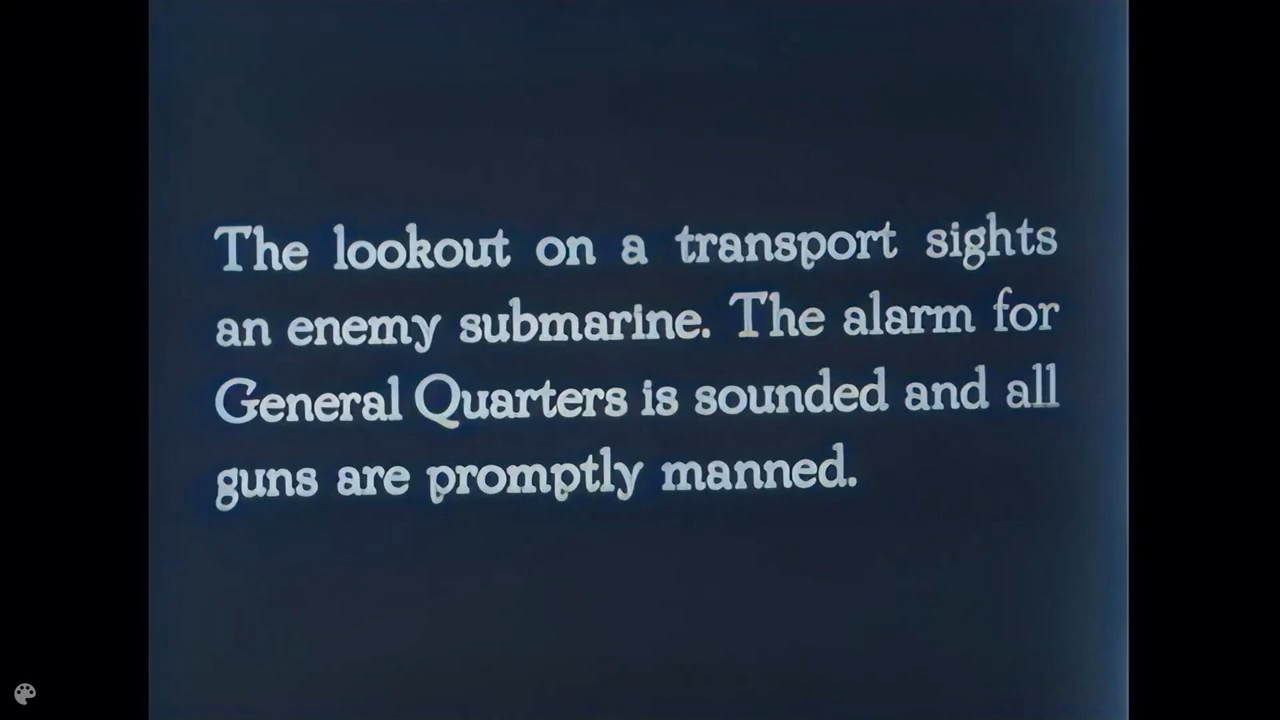 The lookout on a transport sights
an enemy submarine. The alarm for
General Quarters is sounded and all
guns are promptly manned.